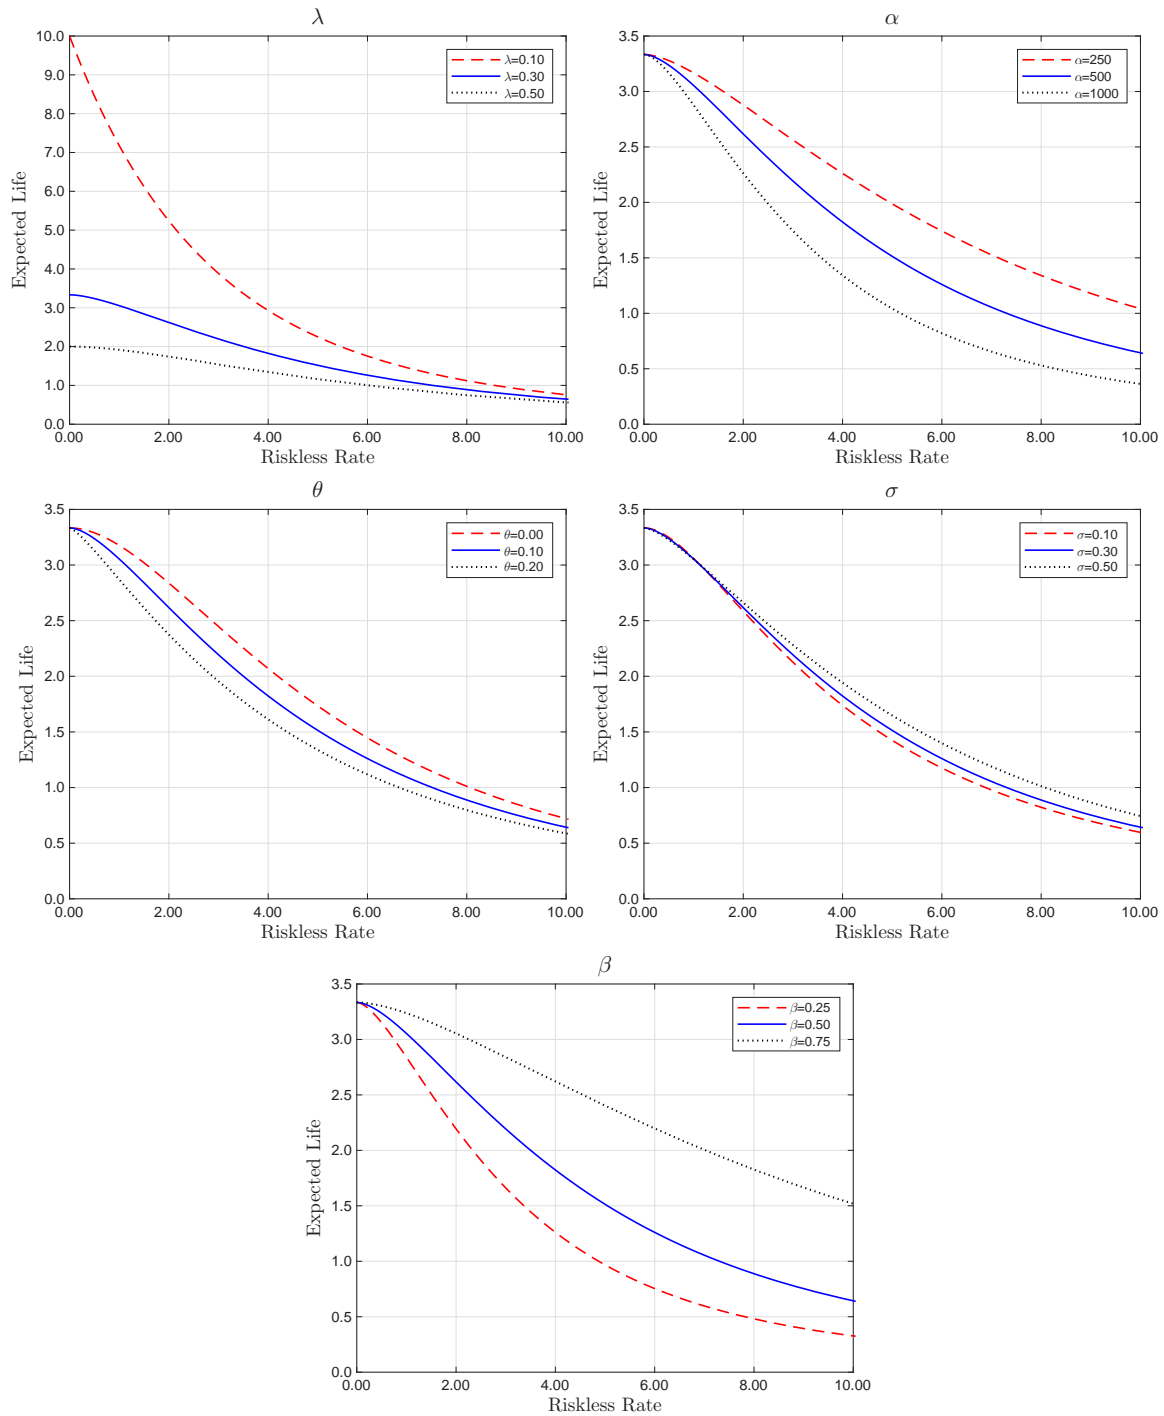 λ
10.0
9.0
8.0
7.0
6.0
5.0
4.0
3.0
2.0
1.0
0.0
Expected Life
λ=0.10
λ=0.30
λ=0.50
0.00 2.00 4.00 6.00 8.00 10.00
Riskless Rate
α
3.5
3.0
2.5
2.0
1.5
1.0
0.5
0.0
Expected Life
α=250
α=500
α=1000
0.00 2.00 4.00 6.00 8.00 10.00
Riskless Rate
θ
3.5
3.0
2.5
2.0
1.5
1.0
0.5
0.0
Expected Life
θ=0.00
θ=0.10
θ=0.20
0.00 2.00 4.00 6.00 8.00 10.00
Riskless Rate
σ
3.5
3.0
2.5
2.0
1.5
1.0
0.5
0.0
Expected Life
σ=0.10
σ=0.30
σ=0.50
0.00 2.00 4.00 6.00 8.00 10.00
Riskless Rate
β
3.5
3.0
2.5
2.0
1.5
1.0
0.5
0.0
Expected Life
β=0.25
β=0.50
β=0.75
0.00 2.00 4.00 6.00 8.00 10.00
Riskless Rate